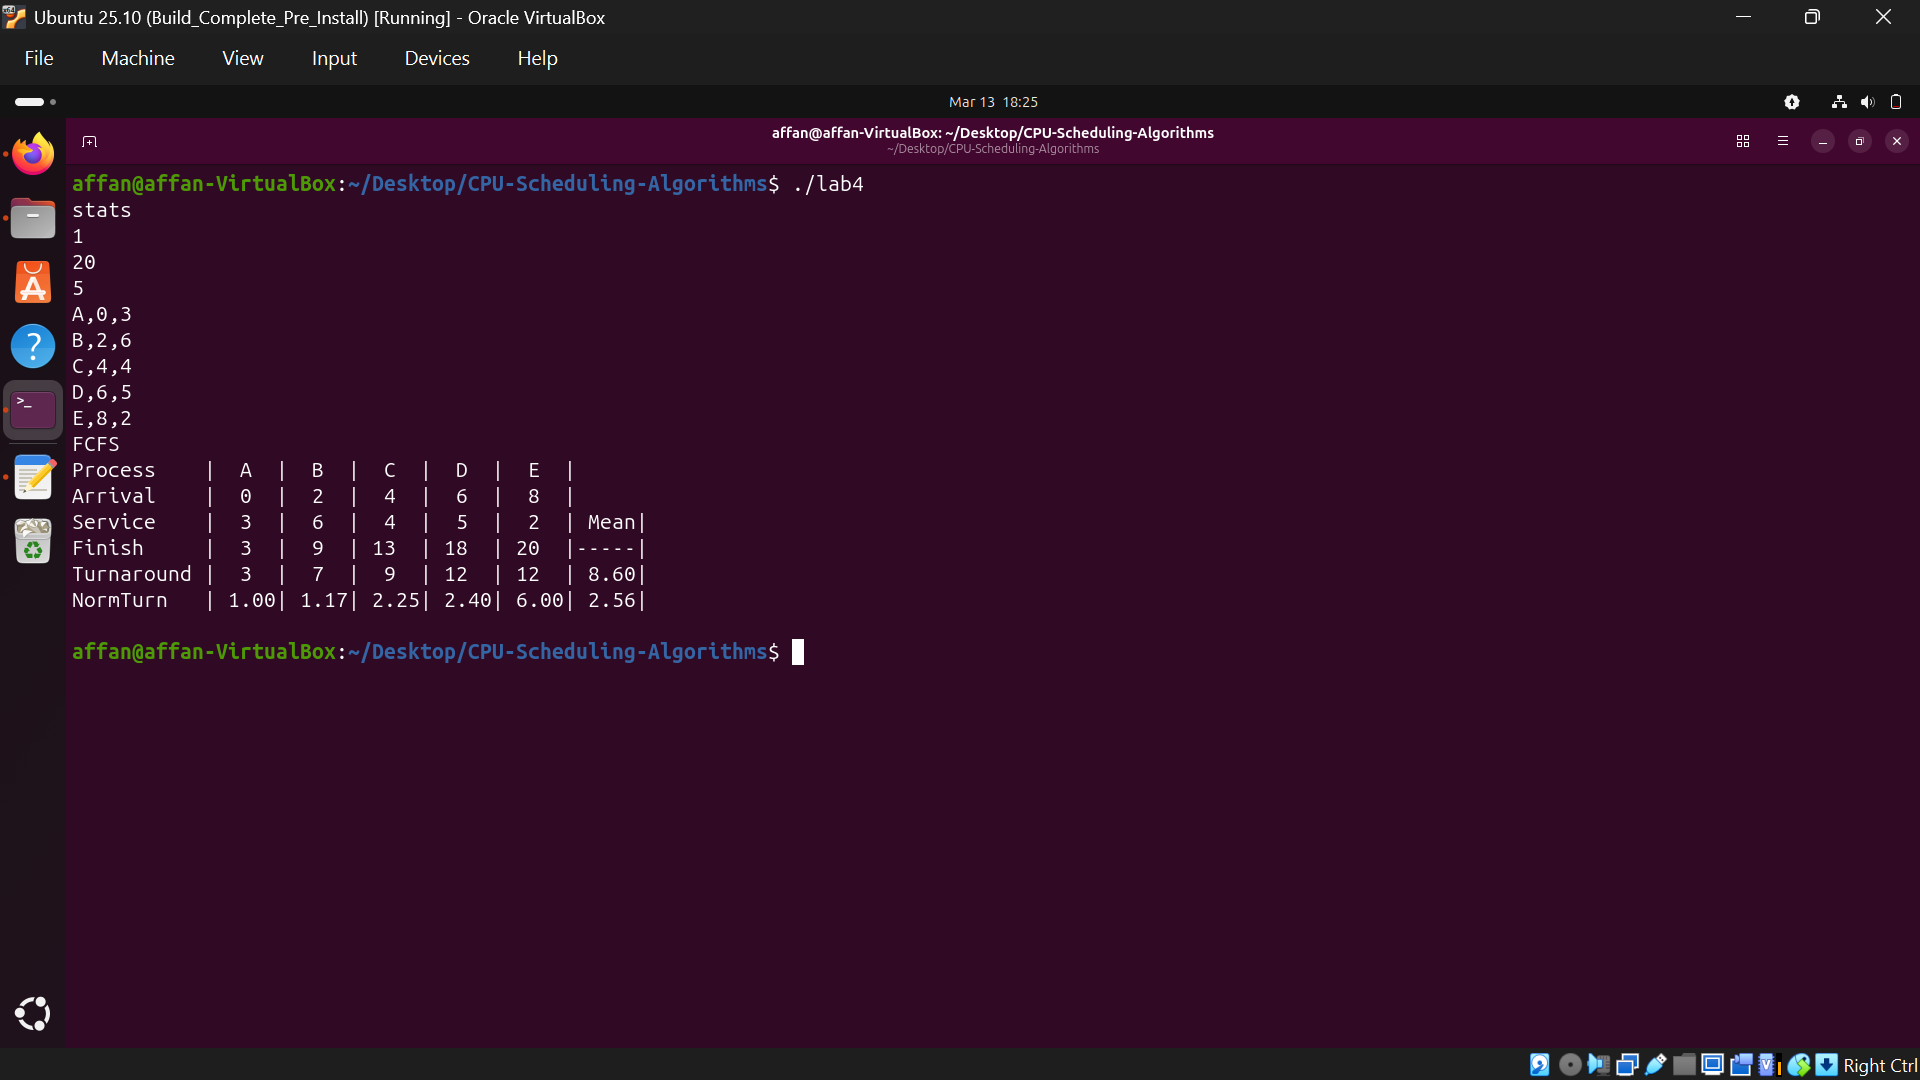 Ubuntu 25.10 (Build_Complete_Pre_Install) [Running] - Oracle VirtualBox
File Machine View Input Devices Help
Mar 13 18:25
affan@affan-VirtualBox: ~/Desktop/CPU-Scheduling-Algorithms
~/Desktop/CPU-Scheduling-Algorithms
affan@affan-VirtualBox:~/Desktop/CPU-Scheduling-Algorithms$ ./lab4
stats
1
20
5
A,0,3
B,2,6
C,4,4
D,6,5
E,8,2
FCFS
Process    |  A  |  B  |  C  |  D  |  E  |
Arrival    |  0  |  2  |  4  |  6  |  8  |
Service    |  3  |  6  |  4  |  5  |  2  | Mean|
Finish     |  3  |  9  | 13  | 18  | 20  |-----|
Turnaround |  3  |  7  |  9  | 12  | 12  | 8.60|
NormTurn   | 1.00| 1.17| 2.25| 2.40| 6.00| 2.56|
affan@affan-VirtualBox:~/Desktop/CPU-Scheduling-Algorithms$
Right Ctrl